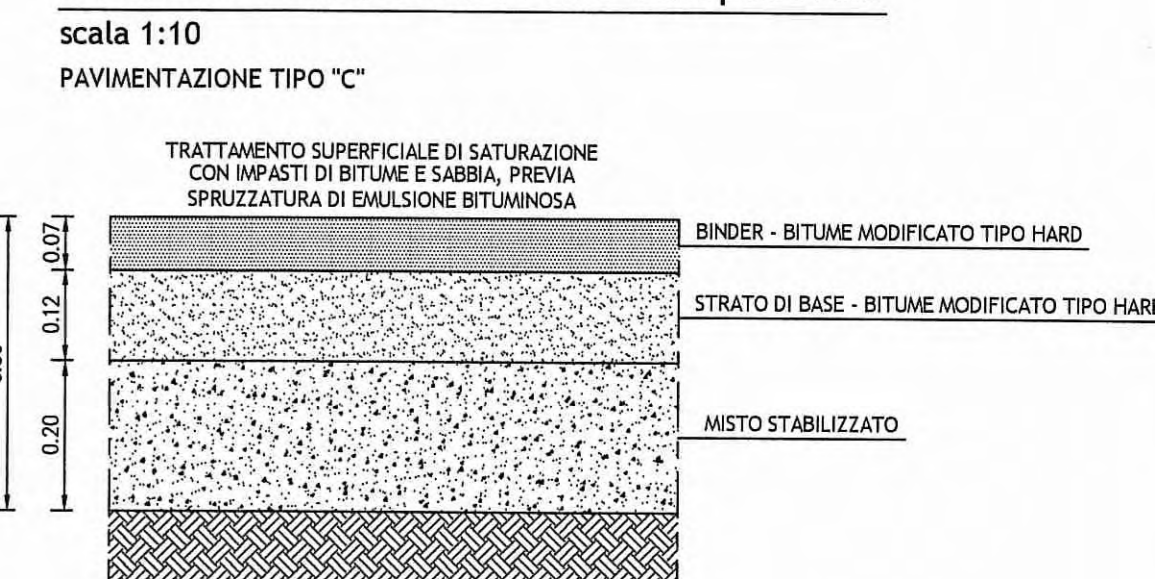 scala 1:10
PAVIMENTAZIONE TIPO "C"
TRATTAMENTO SUPERFICIALE DI SATURAZIONE
CON IMPASTI DI BITUME E SABBIA, PREVIA
SPRUZZATURA DI EMULSIONE BITUMINOSA
0.07
BINDER - BITUME MODIFICATO TIPO HARD
0.12
STRATO DI BASE - BITUME MODIFICATO TIPO
0.20
MISTO STABILIZZATO